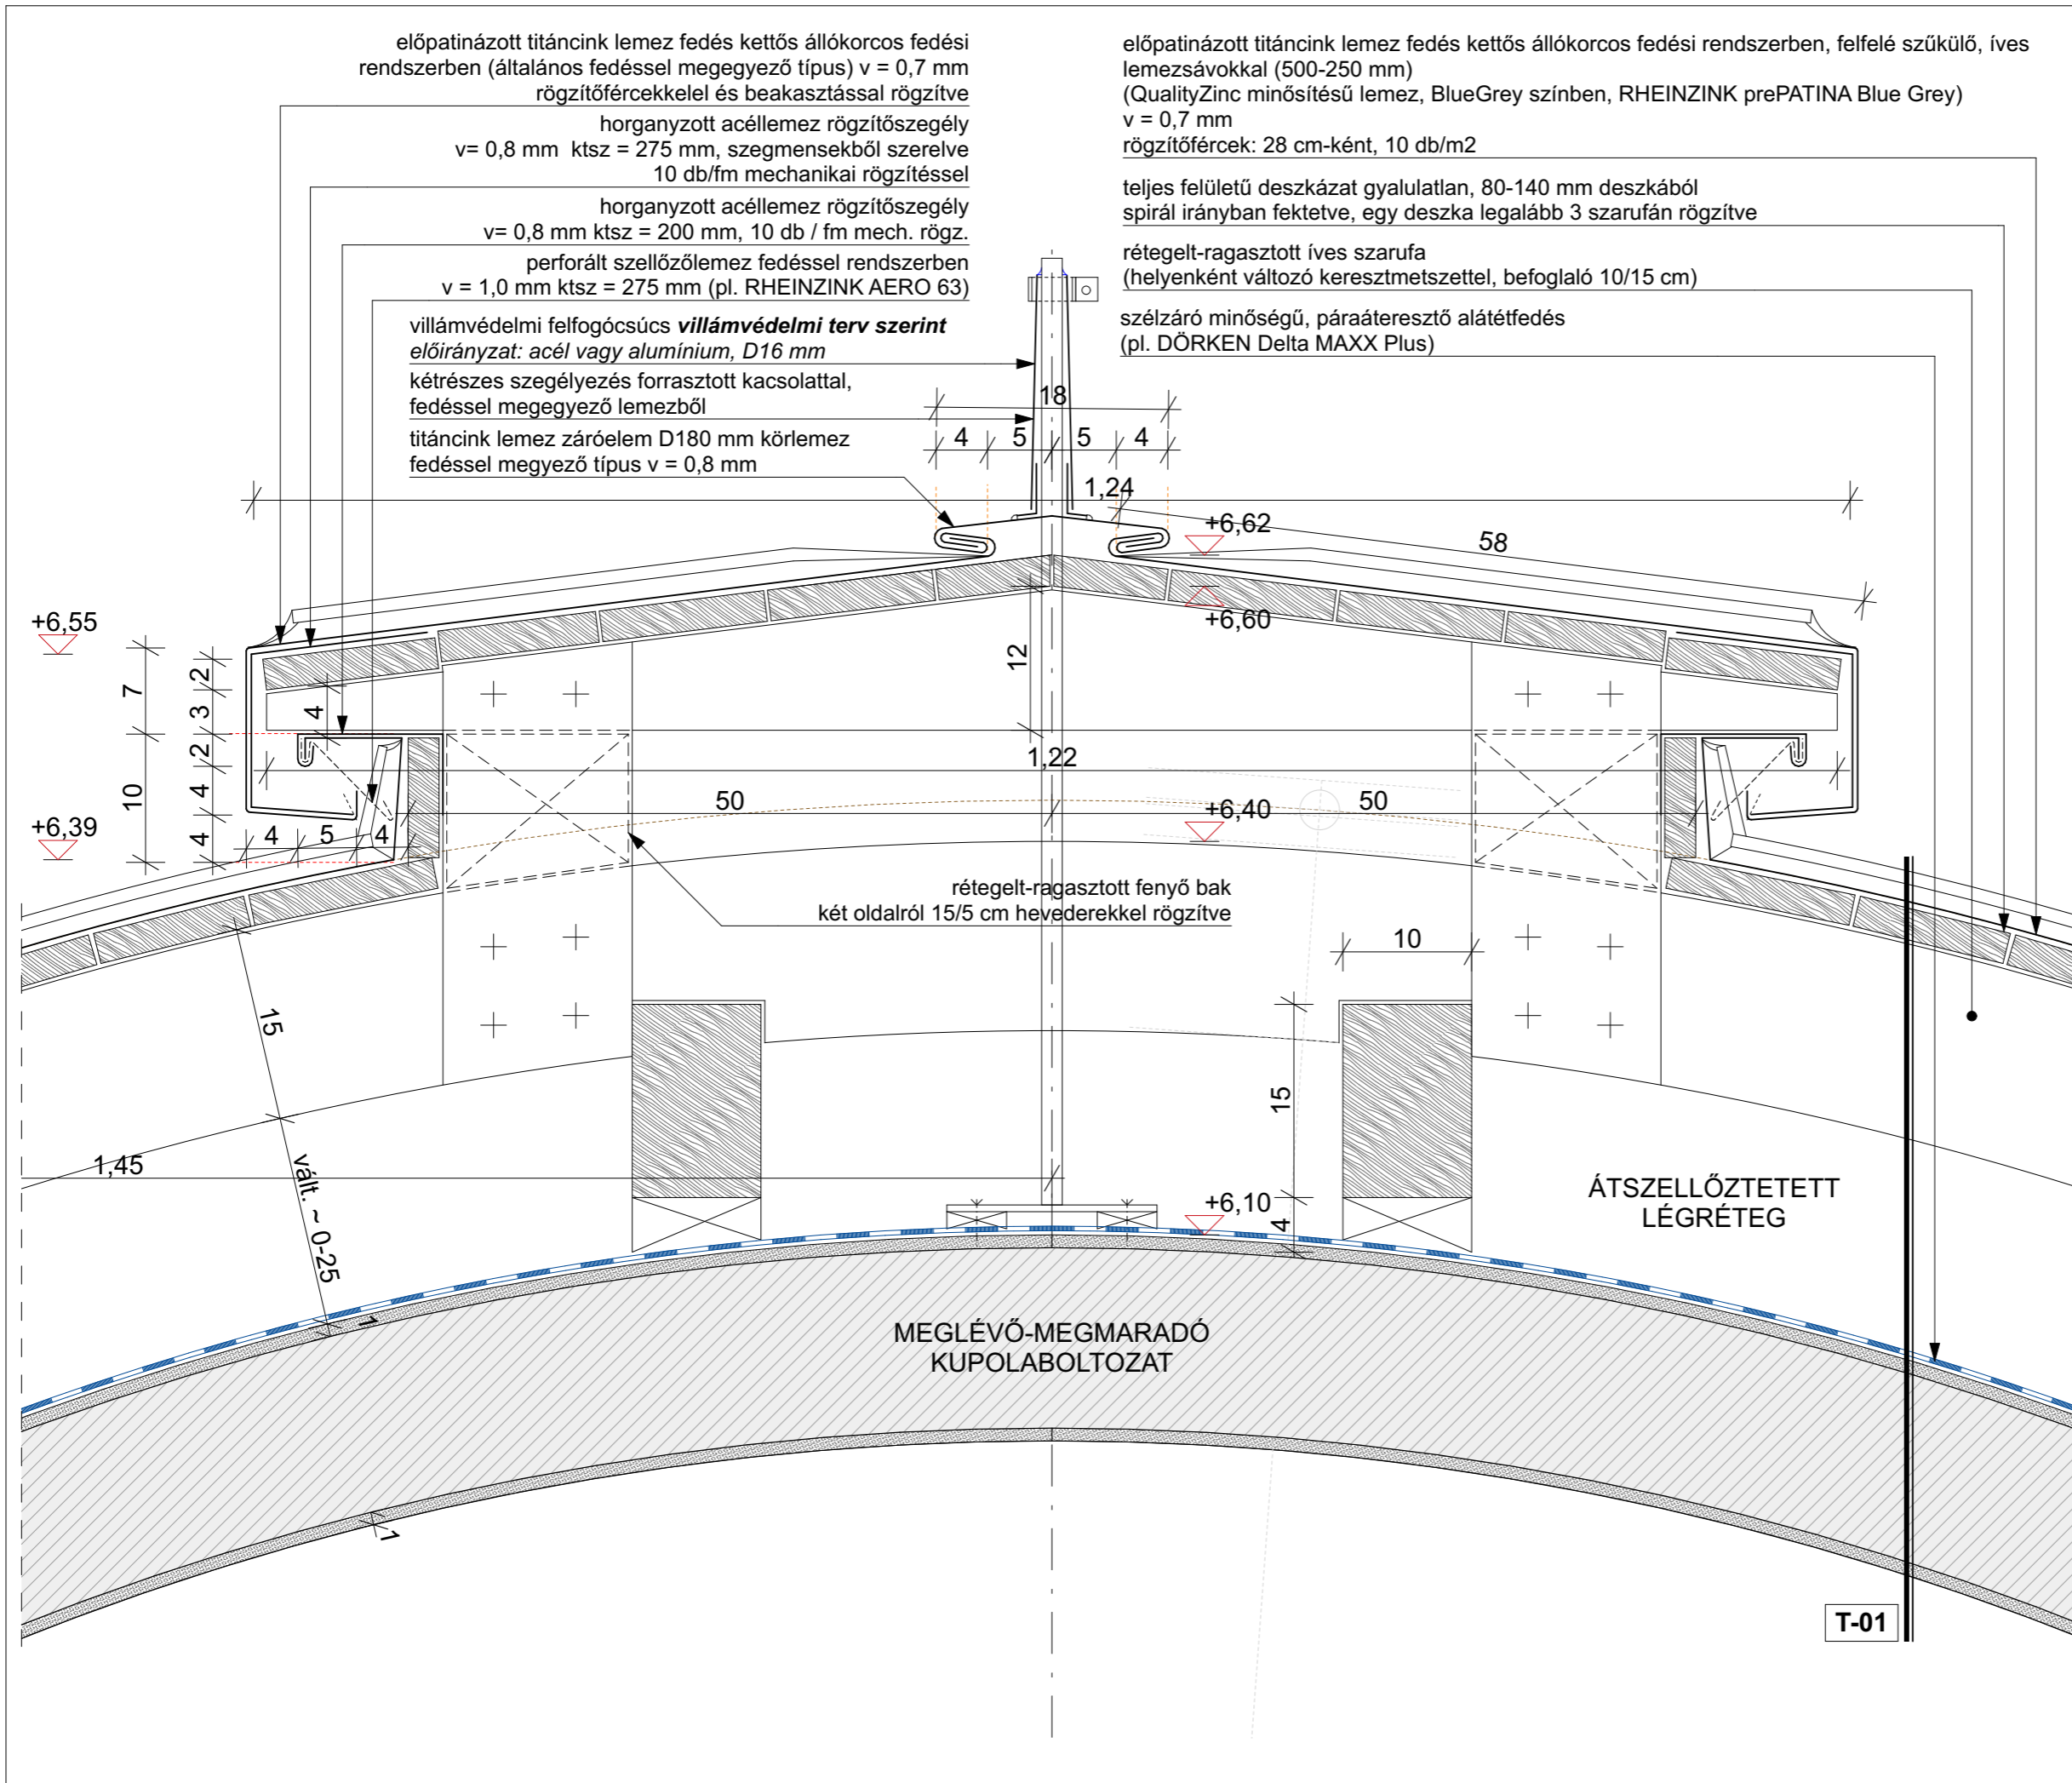 előpatinázott titáncink lemez fedés kettős állókorcos fedési
rendszerben (általános fedéssel megegyező típus) v = 0,7 mm
rögzítőfércekkelel és beakasztással rögzítve
horganyzott acéllemez rögzítőszegély
v= 0,8 mm  ktsz = 275 mm, szegmensekből szerelve
10 db/fm mechanikai rögzítéssel
horganyzott acéllemez rögzítőszegély
v= 0,8 mm ktsz = 200 mm, 10 db / fm mech. rögz.
perforált szellőzőlemez fedéssel rendszerben
v = 1,0 mm ktsz = 275 mm (pl. RHEINZINK AERO 63)
villámvédelmi felfogócsúcs villámvédelmi terv szerint
előirányzat: acél vagy alumínium, D16 mm
kétrészes szegélyezés forrasztott kacsolattal,
fedéssel megegyező lemezből
titáncink lemez záróelem D180 mm körlemez
fedéssel megyező típus v = 0,8 mm
előpatinázott titáncink lemez fedés kettős állókorcos fedési rendszerben, felfelé szűkülő, íves
lemezsávokkal (500-250 mm)
(QualityZinc minősítésű lemez, BlueGrey színben, RHEINZINK prePATINA Blue Grey)
v = 0,7 mm
rögzítőfércek: 28 cm-ként, 10 db/m2
teljes felületű deszkázat gyalulatlan, 80-140 mm deszkából
spirál irányban fektetve, egy deszka legalább 3 szarufán rögzítve
rétegelt-ragasztott íves szarufa
(helyenként változó keresztmetszettel, befoglaló 10/15 cm)
szélzáró minőségű, páraáteresztő alátétfedés
(pl. DÖRKEN Delta MAXX Plus)
18
4 5 5 4
1,24
+6,62
58
+6,60
+6,55
12
7
2
3
4
2
10
4
4
1,22
50
50
+6,40
+6,39
4 5 4
rétegelt-ragasztott fenyő bak
két oldalról 15/5 cm hevederekkel rögzítve
10
15
15
1,45
vált. ~ 0-25
+6,10
4
ÁTSZELLŐZTETETT
LÉGRÉTEG
1
MEGLÉVŐ-MEGMARADÓ
KUPOLABOLTOZAT
1
T-01